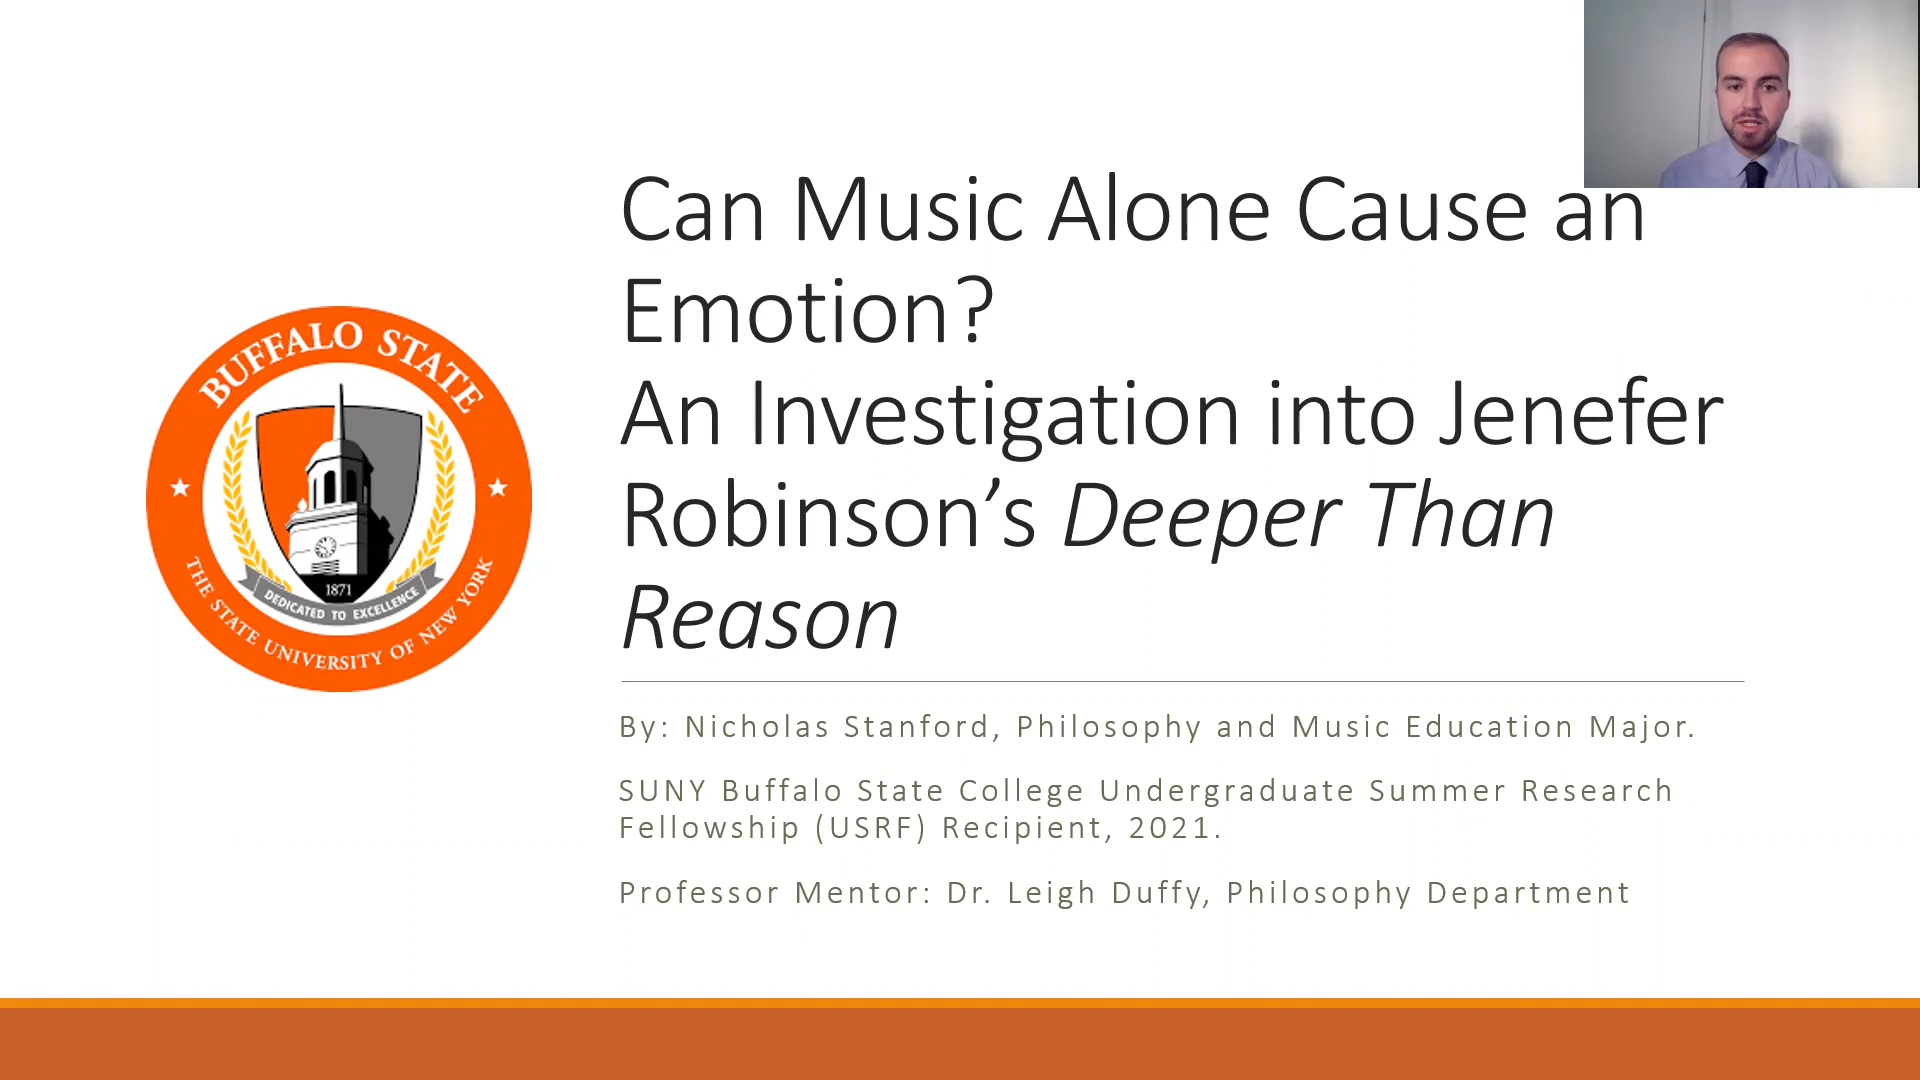 Can Music Alone Cause an
Emotion?
An Investigation into Jenefer
Robinson’s Deeper Than
Reason
By: Nicholas Stanford, Philosophy and Music Education Major.
SUNY Buffalo State College Undergraduate Summer Research
Fellowship (USRF) Recipient, 2021.
Professor Mentor: Dr. Leigh Duffy, Philosophy Department
BUFFALO STATE
1871
DEDICATED TO EXCELLENCE
THE STATE UNIVERSITY OF NEW YORK